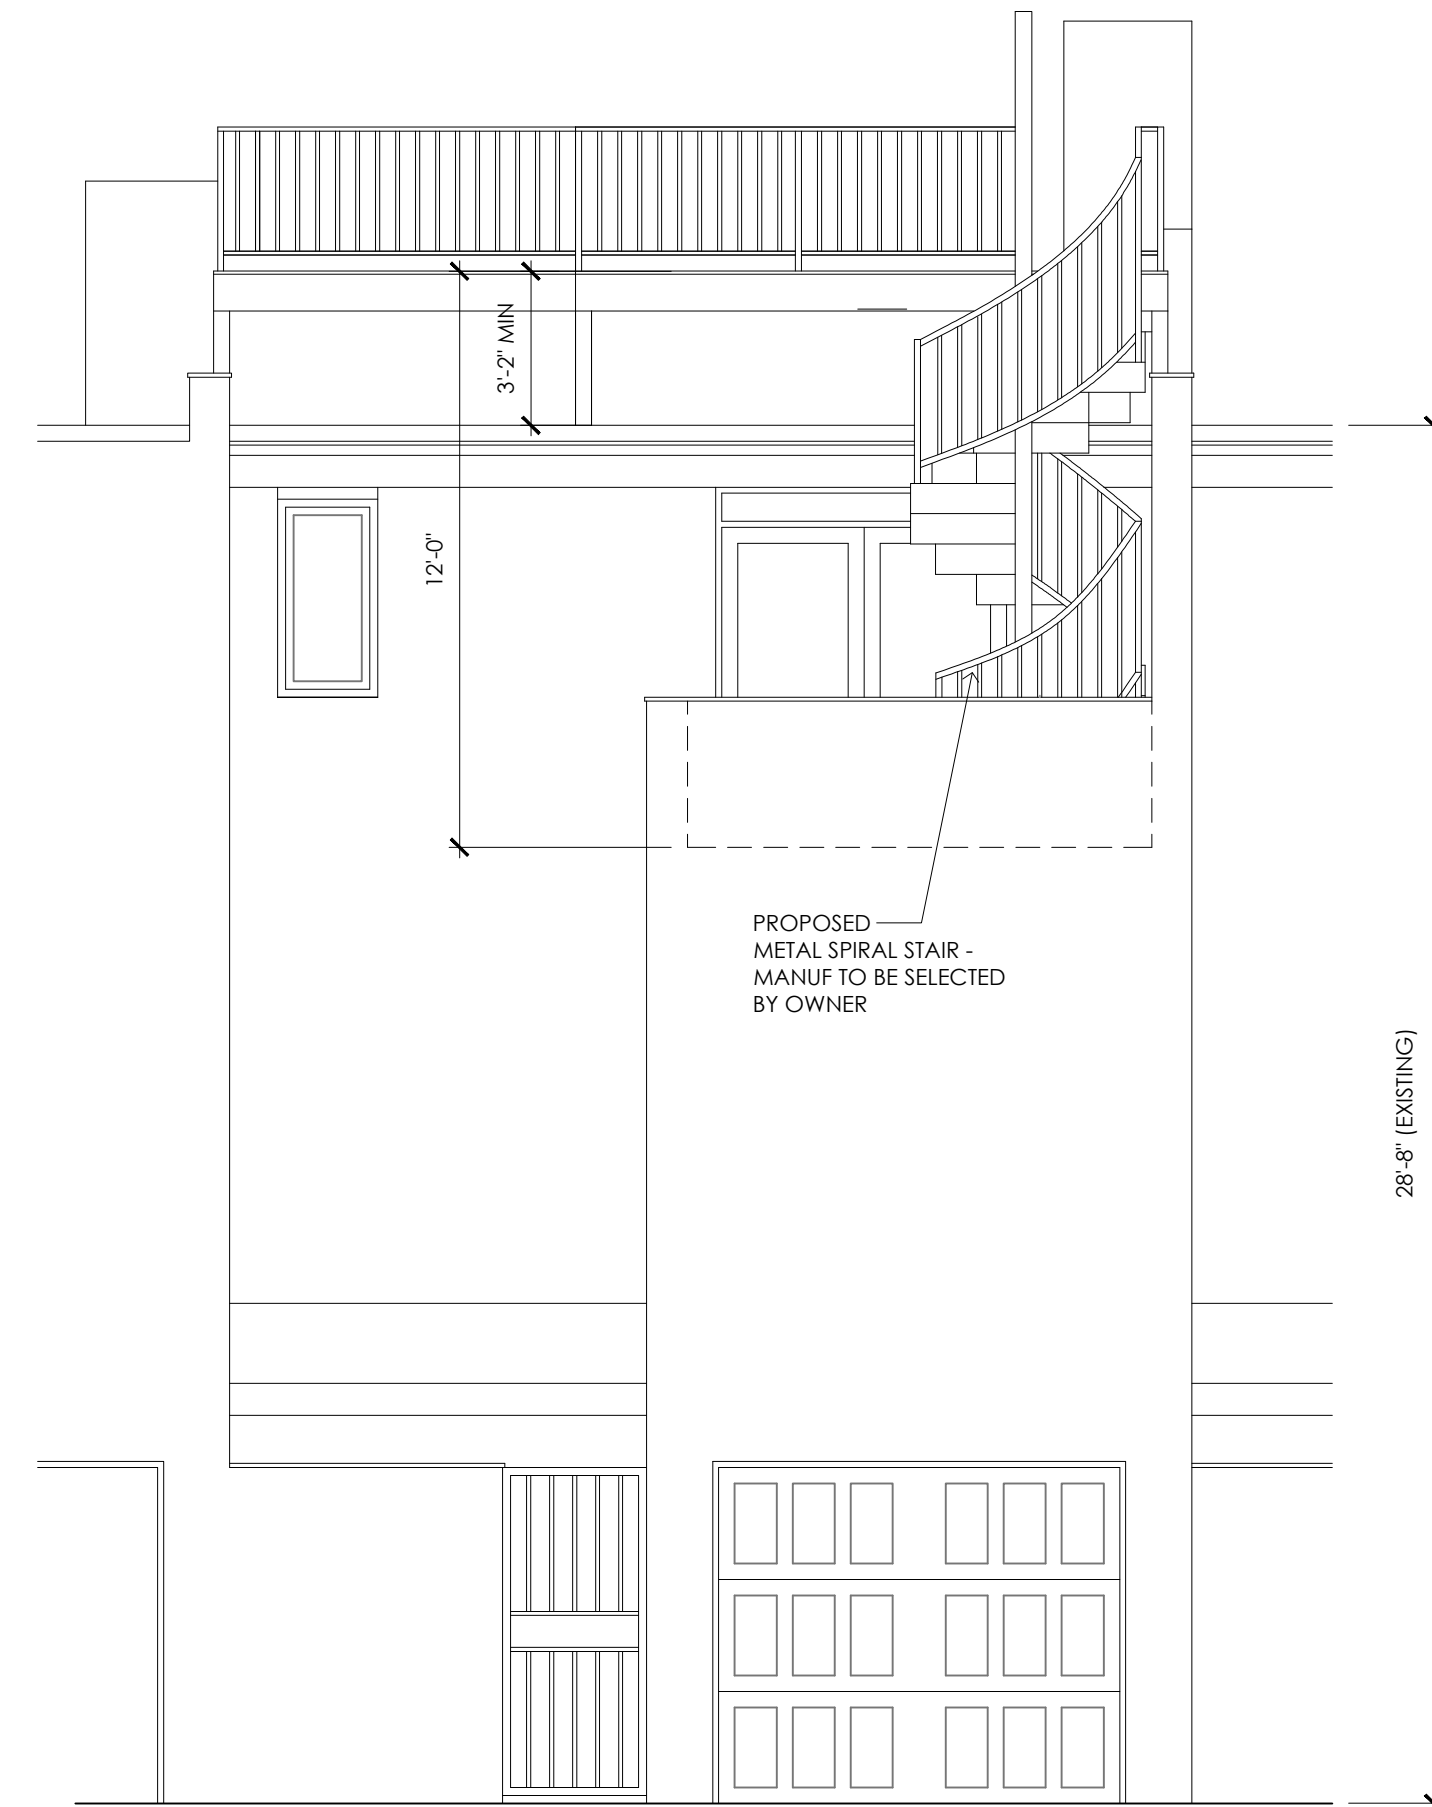 3'-2" MIN
12'-0"
PROPOSED
METAL SPIRAL STAIR -
MANUF TO BE SELECTED
BY OWNER
28'-8" (EXISTING)